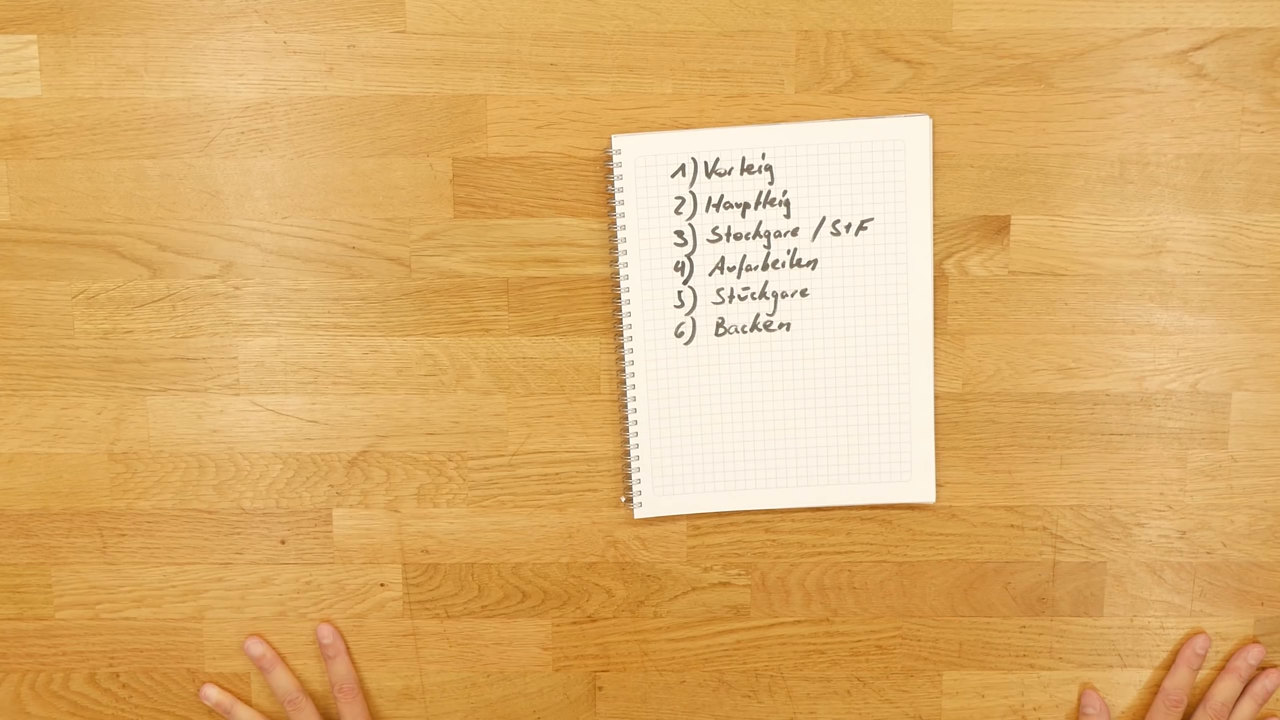 1) Vorteig
2) Hauptteig
3) Stockgare / S+F
4) Aufarbeiten
5) Stückgare
6) Backen